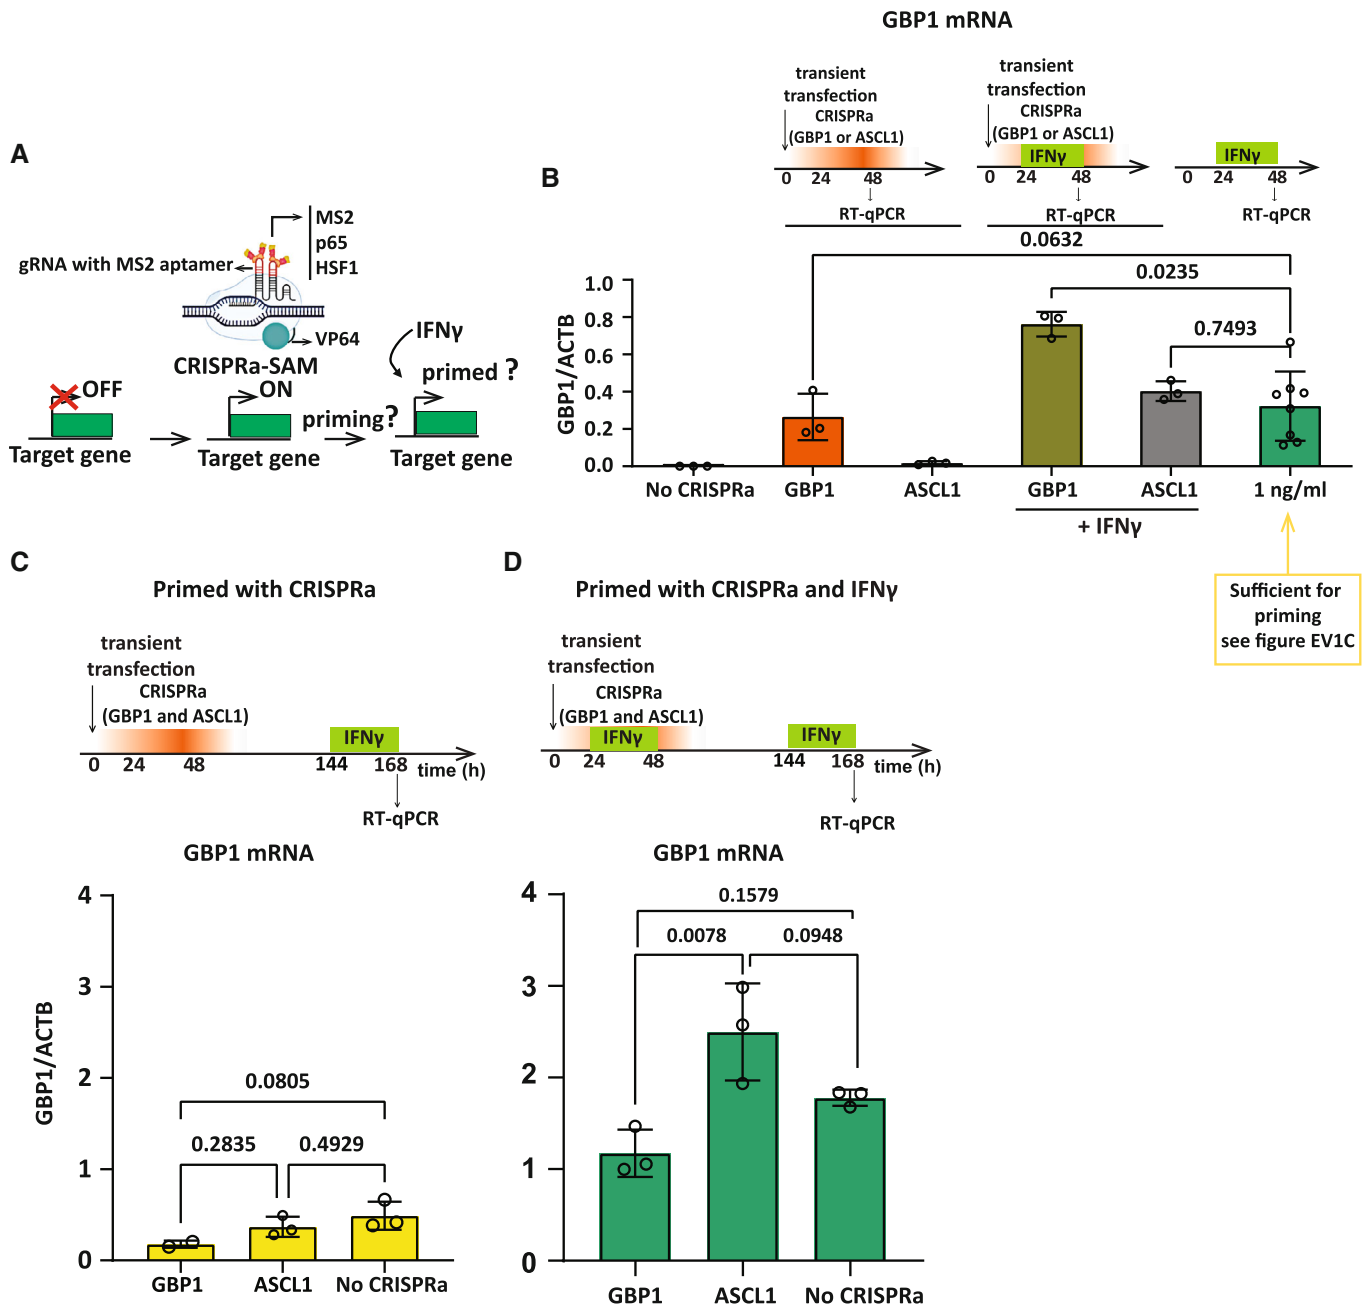 A
MS2
p65
HSF1
gRNA with MS2 aptamer
VP64
CRISPRa-SAM
IFNγ
OFF
ON
primed ?
priming?
Target gene
Target gene
Target gene
GBP1 mRNA
B
transient
transfection
CRISPRa
(GBP1 or ASCL1)
0 24 48
RT-qPCR
transient
transfection
CRISPRa
(GBP1 or ASCL1)
IFNγ
0 24 48
RT-qPCR
IFNγ
0 24 48
RT-qPCR
0.0632
0.0235
0.7493
GBP1/ACTB
1.0
0.8
0.6
0.4
0.2
0.0
No CRISPRa GBP1 ASCL1 GBP1 ASCL1 1 ng/ml
+ IFNγ
Sufficient for
priming
see figure EV1C
C
Primed with CRISPRa
transient
transfection
CRISPRa
(GBP1 and ASCL1)
IFNγ
0 24 48 144 168 time (h)
RT-qPCR
GBP1 mRNA
GBP1/ACTB
4
3
2
1
0
0.0805
0.2835 0.4929
GBP1 ASCL1 No CRISPRa
D
Primed with CRISPRa and IFNγ
transient
transfection
CRISPRa
(GBP1 and ASCL1)
IFNγ IFNγ
0 24 48 144 168 time (h)
RT-qPCR
GBP1 mRNA
4
3
2
1
0
0.1579
0.0078 0.0948
GBP1 ASCL1 No CRISPRa